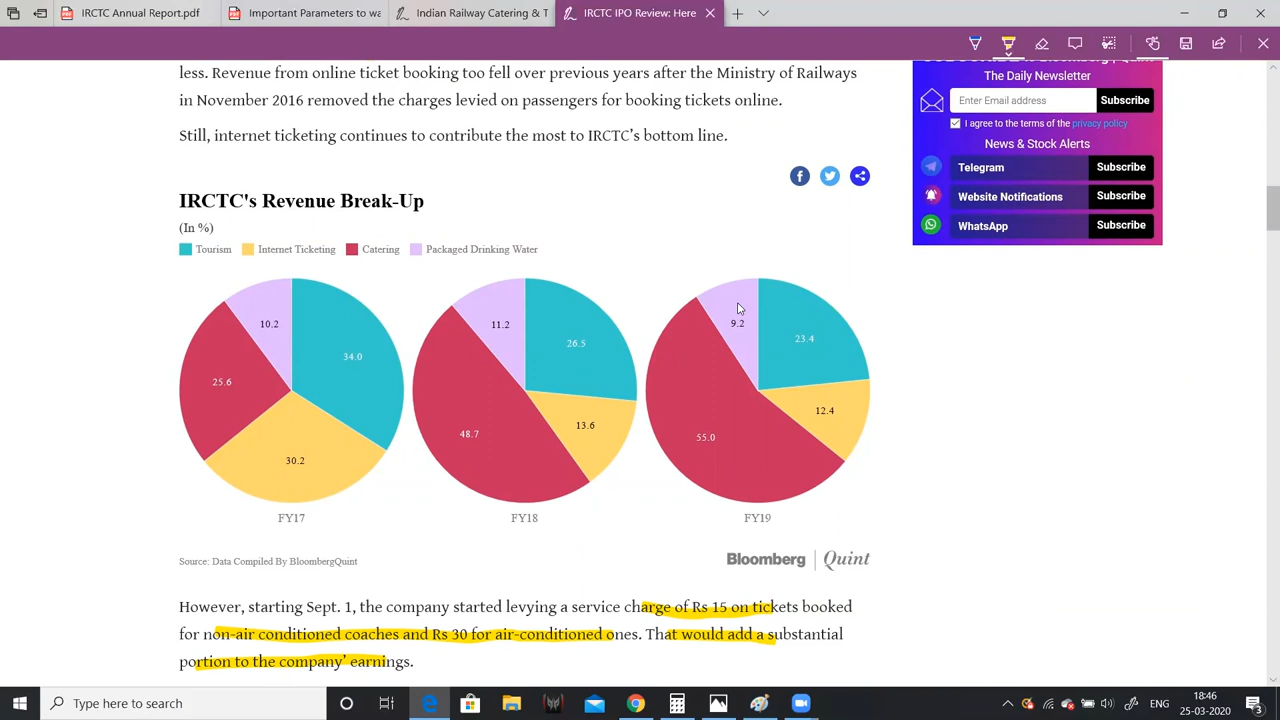 IRCTC Annual Report.pdf
Important Parameters to we
Indian Railway Catering & T
IRCTC IPO Review: Here
less. Revenue from online ticket booking too fell over previous years after the Ministry of Railways
in November 2016 removed the charges levied on passengers for booking tickets online.
Still, internet ticketing continues to contribute the most to IRCTC’s bottom line.
The Daily Newsletter
Enter Email address
Subscribe
I agree to the terms of the privacy policy
News & Stock Alerts
Telegram Subscribe
Website Notifications Subscribe
WhatsApp Subscribe
IRCTC's Revenue Break-Up
(In %)
Tourism Internet Ticketing Catering Packaged Drinking Water
10.2
34.0
25.6
30.2
FY17
11.2
26.5
48.7
13.6
FY18
9.2
23.4
12.4
55.0
FY19
Source: Data Compiled By BloombergQuint
Bloomberg | Quint
However, starting Sept. 1, the company started levying a service charge of Rs 15 on tickets booked
for non-air conditioned coaches and Rs 30 for air-conditioned ones. That would add a substantial
portion to the company’ earnings.
Type here to search
ENG
18:46
25-03-2020
3